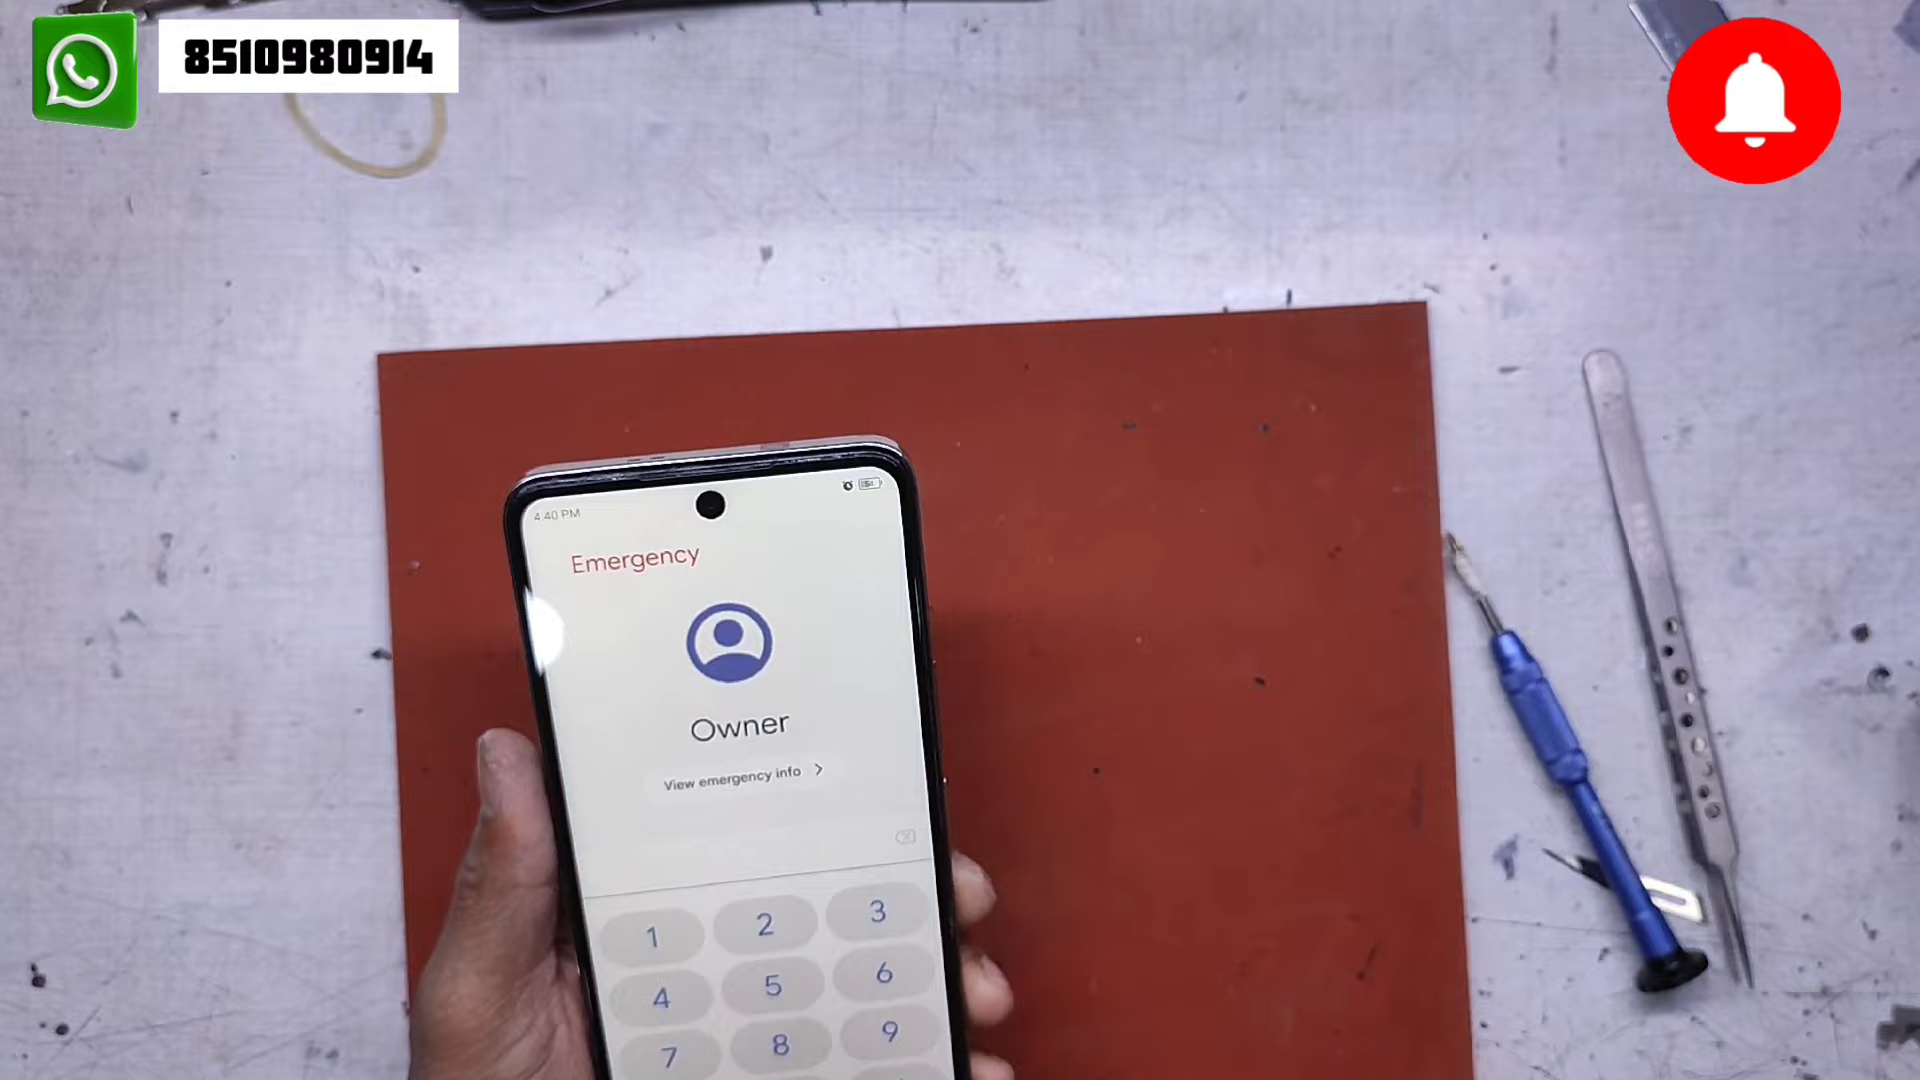 8510980914
4:40 PM
Emergency
Owner
View emergency info
1 2 3
4 5 6
7 8 9